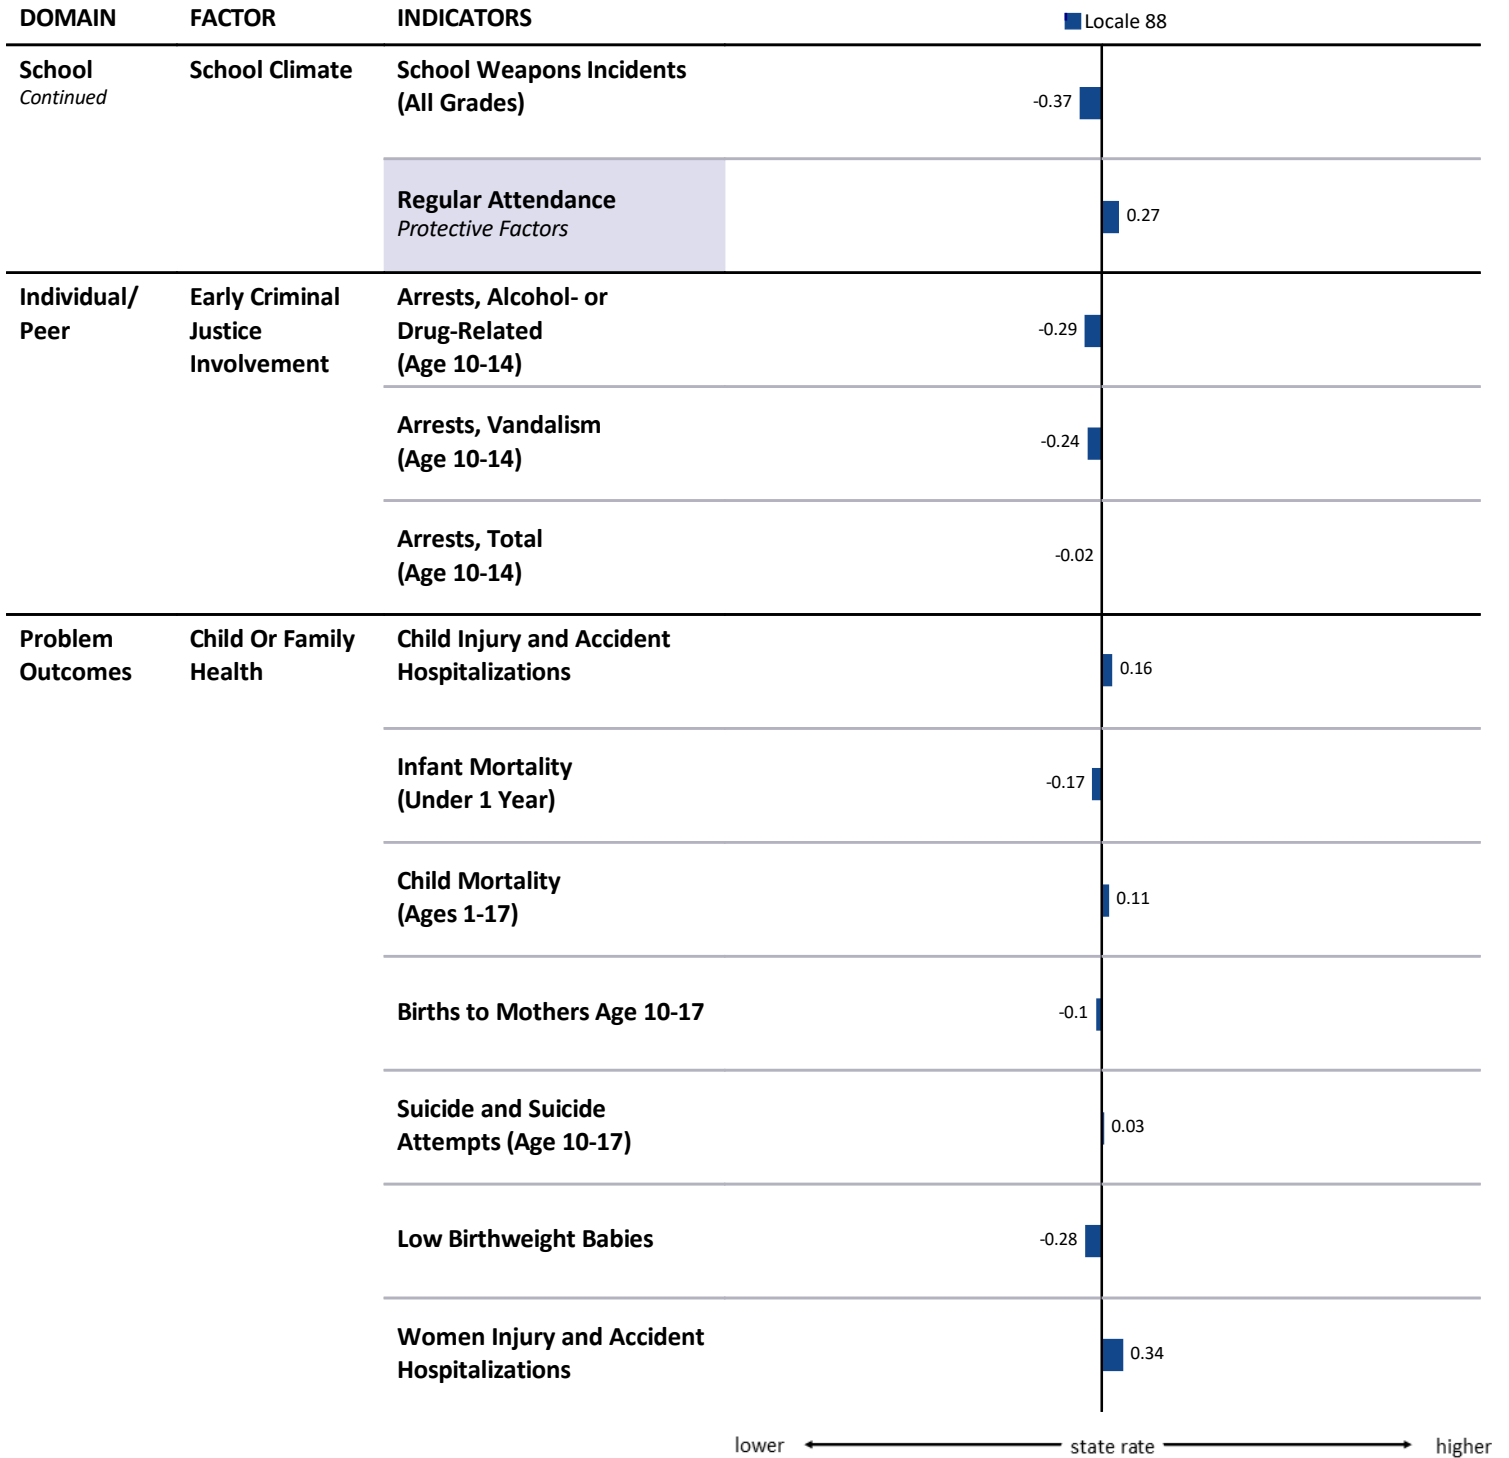 DOMAIN FACTOR INDICATORS Locale 88
School School Climate School Weapons Incidents
Continued (All Grades)
-0.37
Regular Attendance
Protective Factors
0.27
Individual/ Early Criminal Arrests, Alcohol- or
Peer Justice Drug-Related
Involvement (Age 10-14)
-0.29
Arrests, Vandalism
(Age 10-14)
-0.24
Arrests, Total
(Age 10-14)
-0.02
Problem Child Or Family Child Injury and Accident
Outcomes Health Hospitalizations
0.16
Infant Mortality
(Under 1 Year)
-0.17
Child Mortality
(Ages 1-17)
0.11
Births to Mothers Age 10-17 -0.1
Suicide and Suicide
Attempts (Age 10-17)
0.03
Low Birthweight Babies -0.28
Women Injury and Accident
Hospitalizations
0.34
lower state rate higher